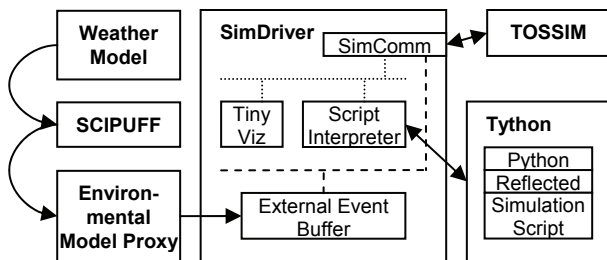 Weather
Model
SCIPUFF
Environ-
mental
Model Proxy
SimDriver
SimComm
Tiny
Viz
Script
Interpreter
External Event
Buffer
TOSSIM
Tython
Python
Reflected
Simulation
Script